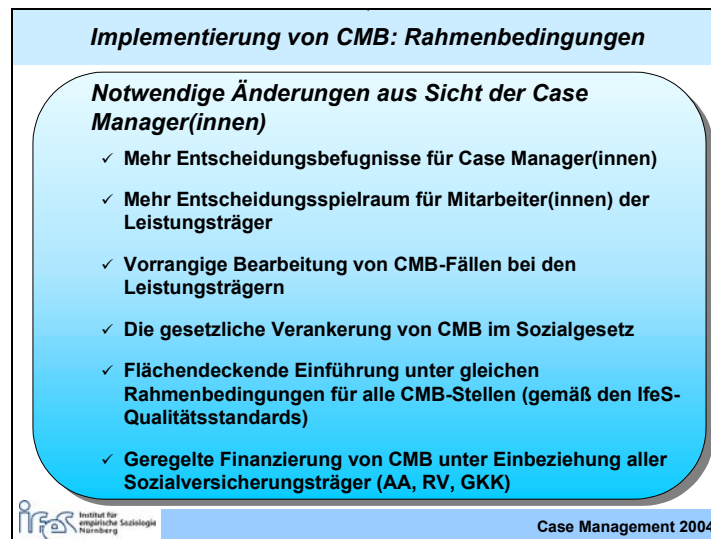 Implementierung von CMB: Rahmenbedingungen
Notwendige Änderungen aus Sicht der Case
Manager(innen)
✓ Mehr Entscheidungsbefugnisse für Case Manager(innen)
✓ Mehr Entscheidungsspielraum für Mitarbeiter(innen) der
Leistungsträger
✓ Vorrangige Bearbeitung von CMB-Fällen bei den
Leistungsträgern
✓ Die gesetzliche Verankerung von CMB im Sozialgesetz
✓ Flächendeckende Einführung unter gleichen
Rahmenbedingungen für alle CMB-Stellen (gemäß den IfeS-
Qualitätsstandards)
✓ Geregelte Finanzierung von CMB unter Einbeziehung aller
Sozialversicherungsträger (AA, RV, GKK)
ifeS
Institut für
empirische Soziologie
Nürnberg
Case Management 2004